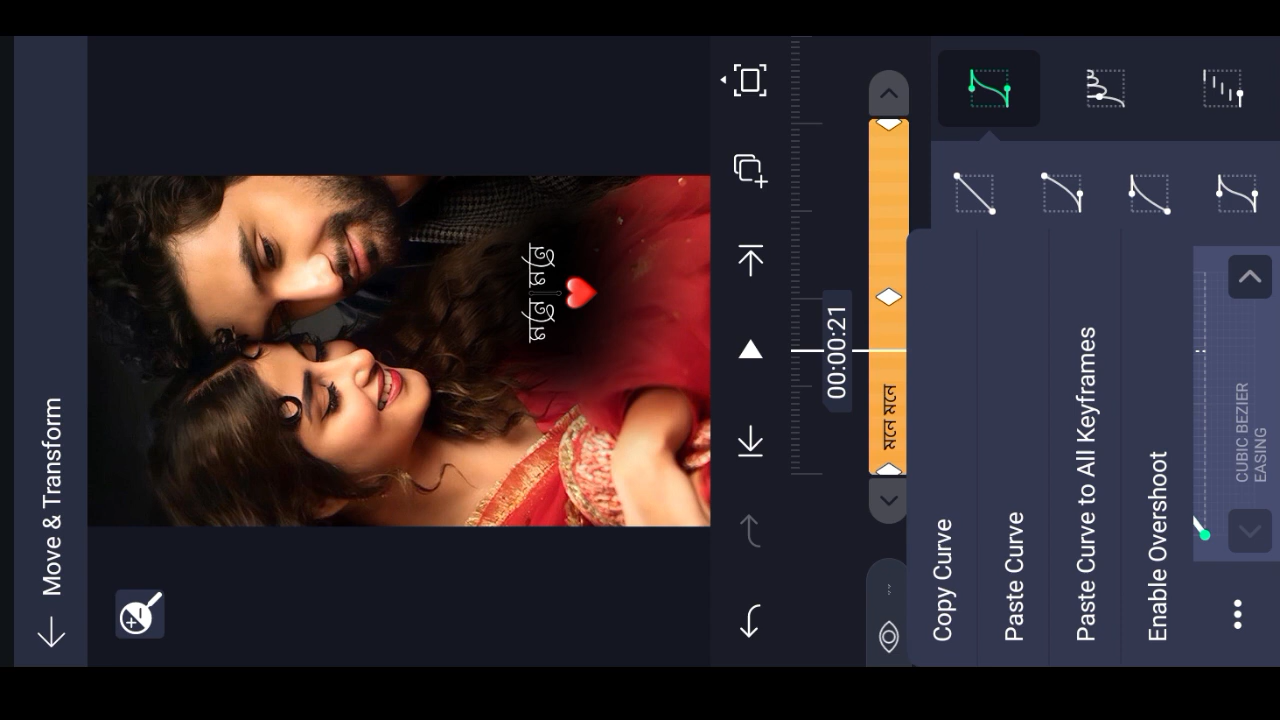 Move & Transform
মনে মনে
00:00:21
মনে মনে
Copy Curve
Paste Curve
Paste Curve to All Keyframes
Enable Overshoot
CUBIC BEZIER
EASING